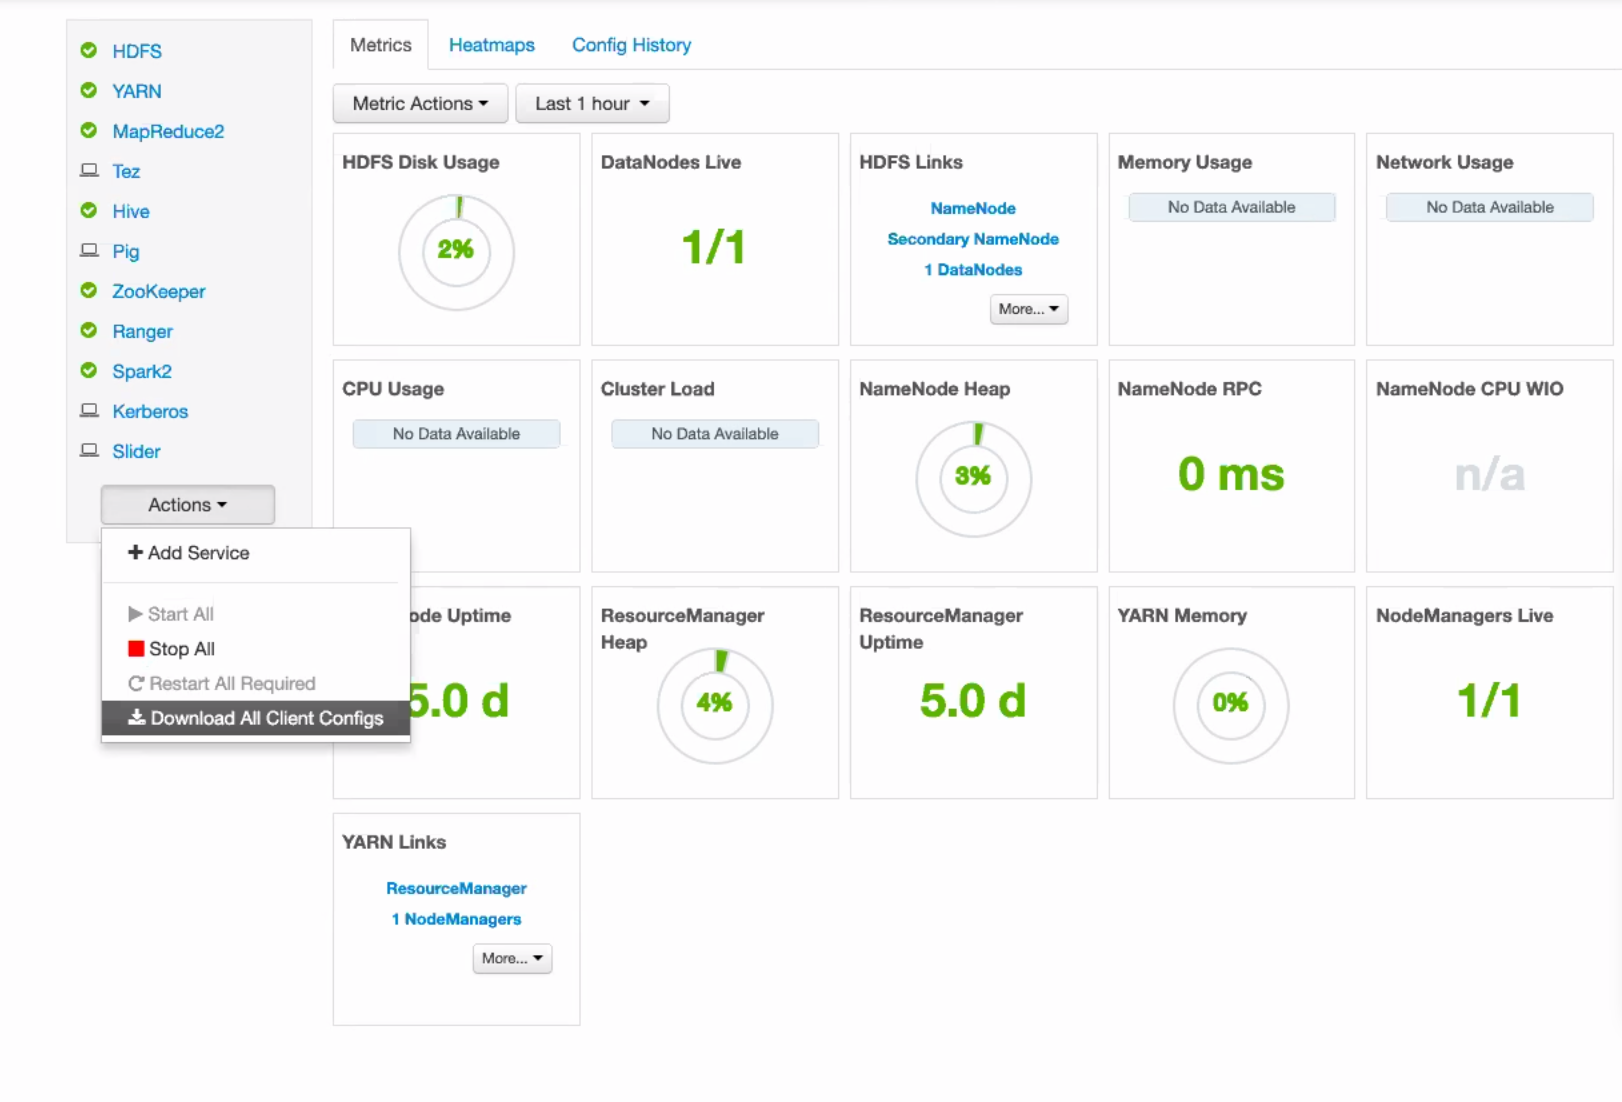 HDFS
YARN
MapReduce2
Tez
Hive
Pig
ZooKeeper
Ranger
Spark2
Kerberos
Slider
Actions
Add Service
Start All
Stop All
Restart All Required
Download All Client Configs
Metrics Heatmaps Config History
Metric Actions Last 1 hour
HDFS Disk Usage
2%
DataNodes Live
1/1
HDFS Links
NameNode
Secondary NameNode
1 DataNodes
More...
Memory Usage
No Data Available
Network Usage
No Data Available
CPU Usage
No Data Available
Cluster Load
No Data Available
NameNode Heap
3%
NameNode RPC
0 ms
NameNode CPU WIO
n/a
ode Uptime
5.0 d
ResourceManager
Heap
4%
ResourceManager
Uptime
5.0 d
YARN Memory
0%
NodeManagers Live
1/1
YARN Links
ResourceManager
1 NodeManagers
More...